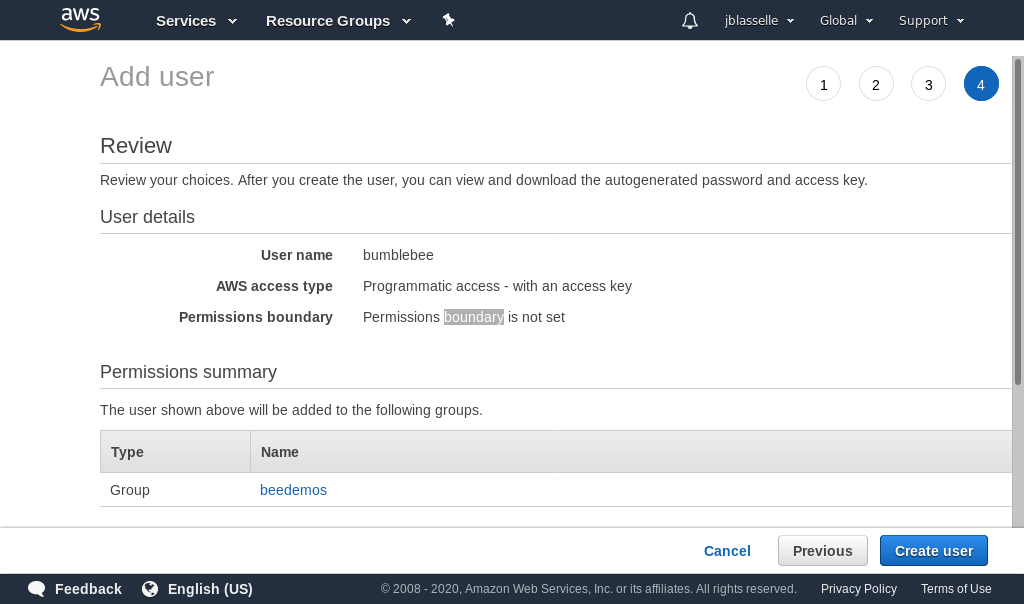 aws Services Resource Groups jblasselle Global Support
Add user 1 2 3 4
Review
Review your choices. After you create the user, you can view and download the autogenerated password and access key.
User details
User name bumblebee
AWS access type Programmatic access - with an access key
Permissions boundary Permissions boundary is not set
Permissions summary
The user shown above will be added to the following groups.
Type Name
Group beedemos
Cancel Previous Create user
Feedback English (US) © 2008 - 2020, Amazon Web Services, Inc. or its affiliates. All rights reserved. Privacy Policy Terms of Use